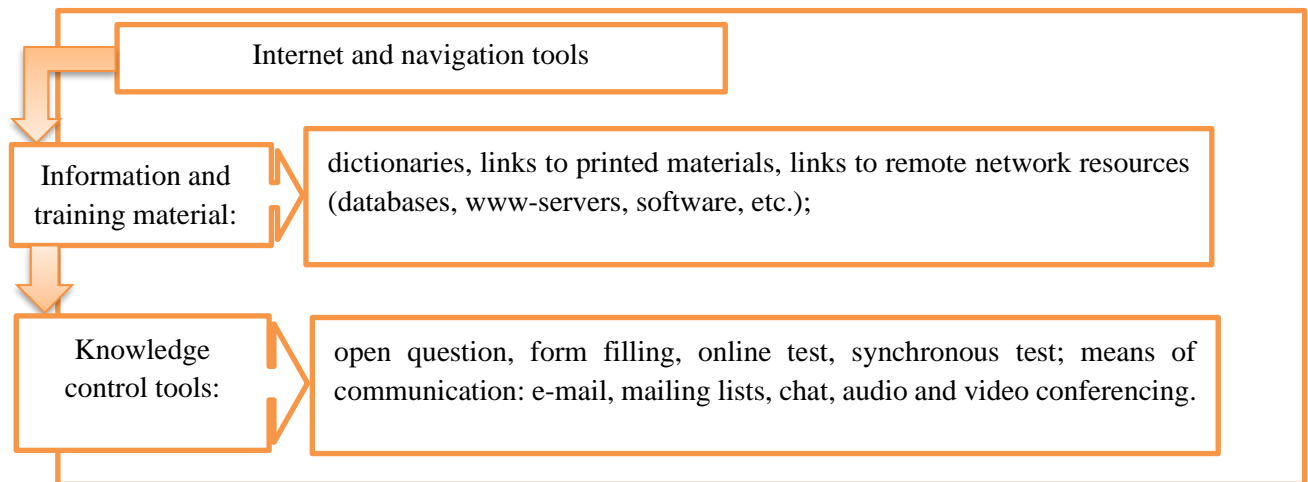 Internet and navigation tools
Information and
training material:
dictionaries, links to printed materials, links to remote network resources
(databases, www-servers, software, etc.);
Knowledge
control tools:
open question, form filling, online test, synchronous test; means of
communication: e-mail, mailing lists, chat, audio and video conferencing.